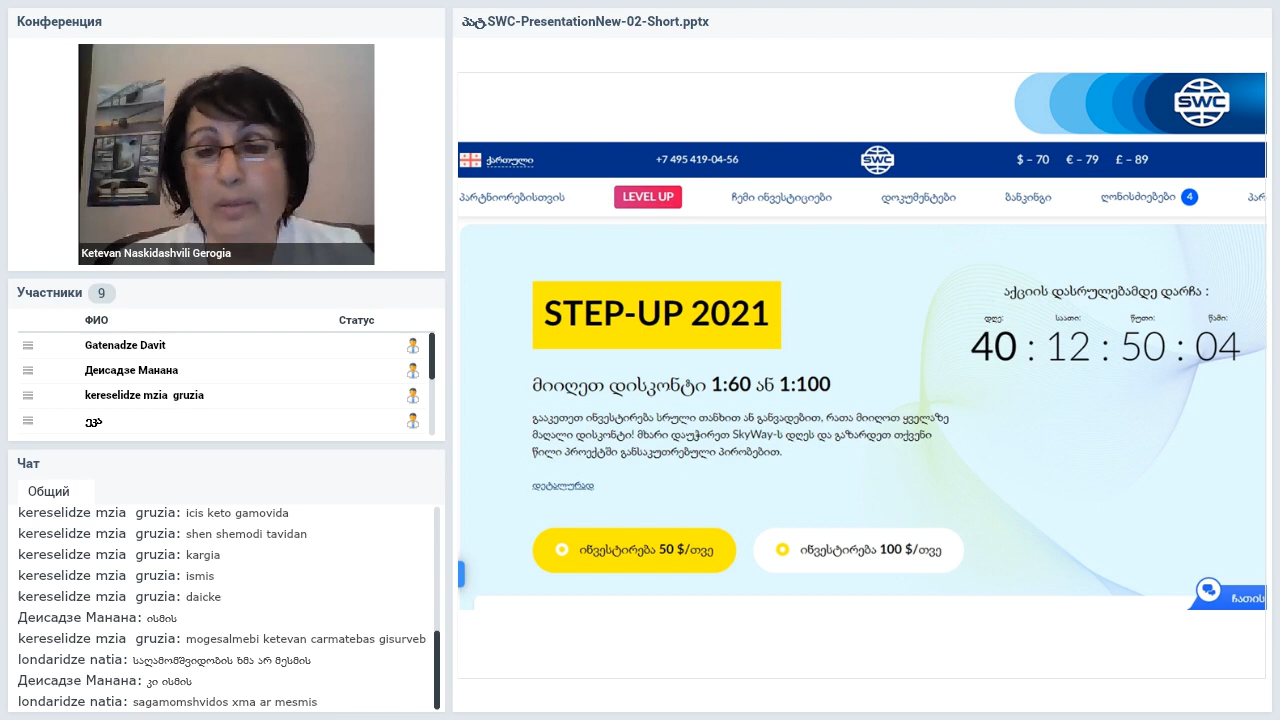 Конференция
Ketevan Naskidashvili Gerogia
Участники 9
ФИО Статус
Gatenadze Davit
Деисадзе Манана
kereselidze mzia gruzia
ევა
Чат
Общий
kereselidze mzia gruzia: icis keto gamovida
kereselidze mzia gruzia: shen shemodi tavidan
kereselidze mzia gruzia: kargia
kereselidze mzia gruzia: ismis
kereselidze mzia gruzia: daicke
Деисадзе Манана: ისმის
kereselidze mzia gruzia: mogesalmebi ketevan carmatebas gisurveb
londaridze natia: საღამომშვიდობის ხმა არ მესმის
Деисадзе Манана: კი ისმის
londaridze natia: sagamomshvidos xma ar mesmis
პატ.SWC-PresentationNew-02-Short.pptx
SWC
ქართული +7 495 419-04-56 SWC $ – 70 € – 79 £ – 89
პარტნიორებისთვის LEVEL UP ჩემი ინვესტიციები დოკუმენტები ბანკინგი ღონისძიებები 4 პარ
STEP-UP 2021
მიიღეთ დისკონტი 1:60 ან 1:100
გააკეთეთ ინვესტირება სრული თანხით ან განვადებით, რათა მიიღოთ ყველაზე
მაღალი დისკონტი! მხარი დაუჭირეთ SkyWay-ს დღეს და გაზარდეთ თქვენი
წილი პროექტში განსაკუთრებული პირობებით.
დეტალურად
ინვესტირება 50 $/თვე
ინვესტირება 100 $/თვე
აქციის დასრულებამდე დარჩა :
დღე: საათი: წუთი: წამი:
40 : 12 : 50 : 04
ჩათის